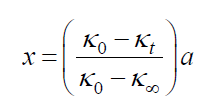 x = ( (κ₀ − κₜ) / (κ₀ − κ∞) ) a